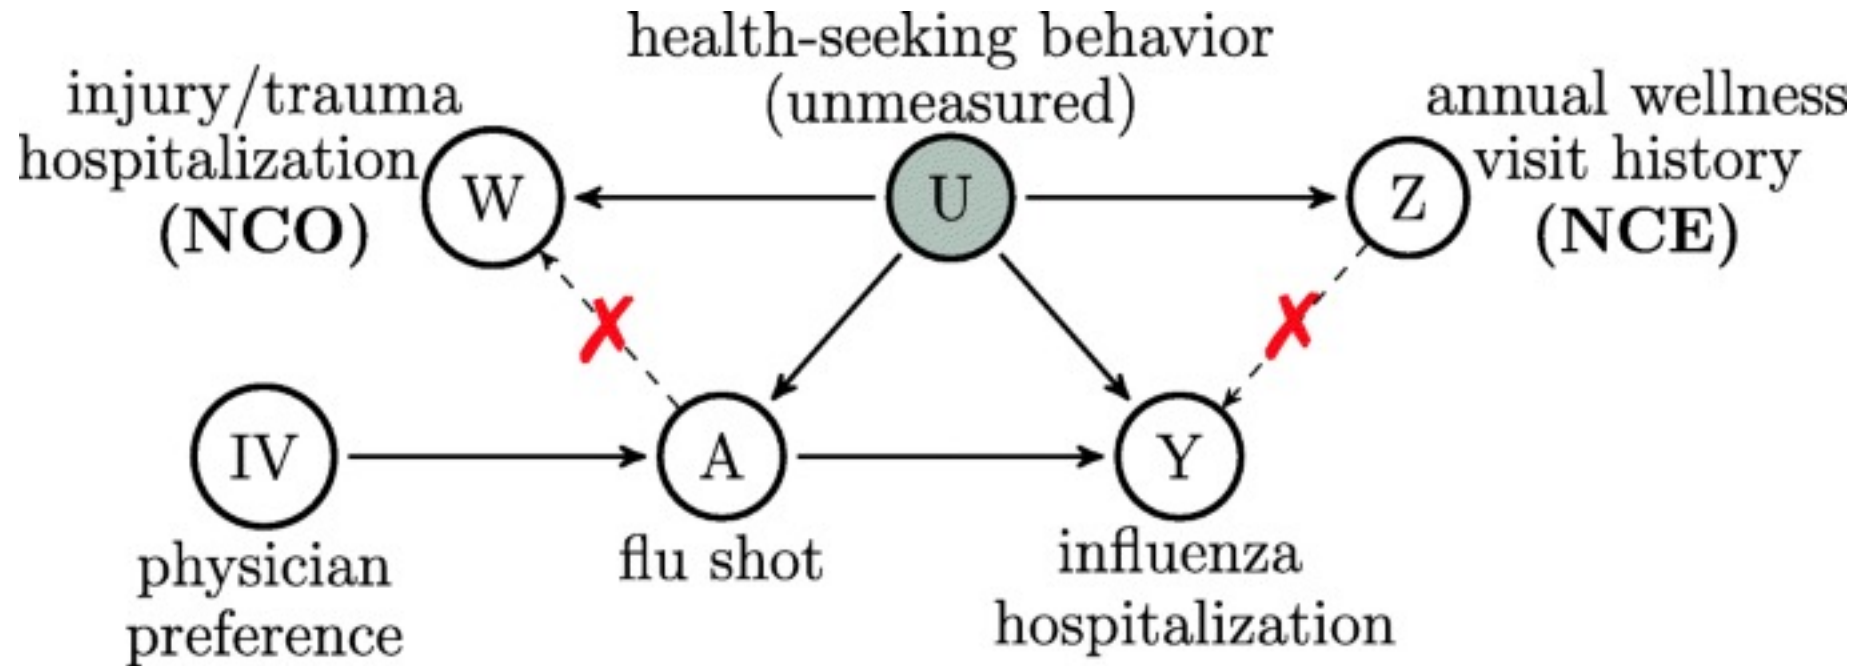 health-seeking behavior
(unmeasured)
injury/trauma
hospitalization
(NCO)
W
U
Z
annual wellness
visit history
(NCE)
IV
A
Y
physician
preference
flu shot
influenza
hospitalization